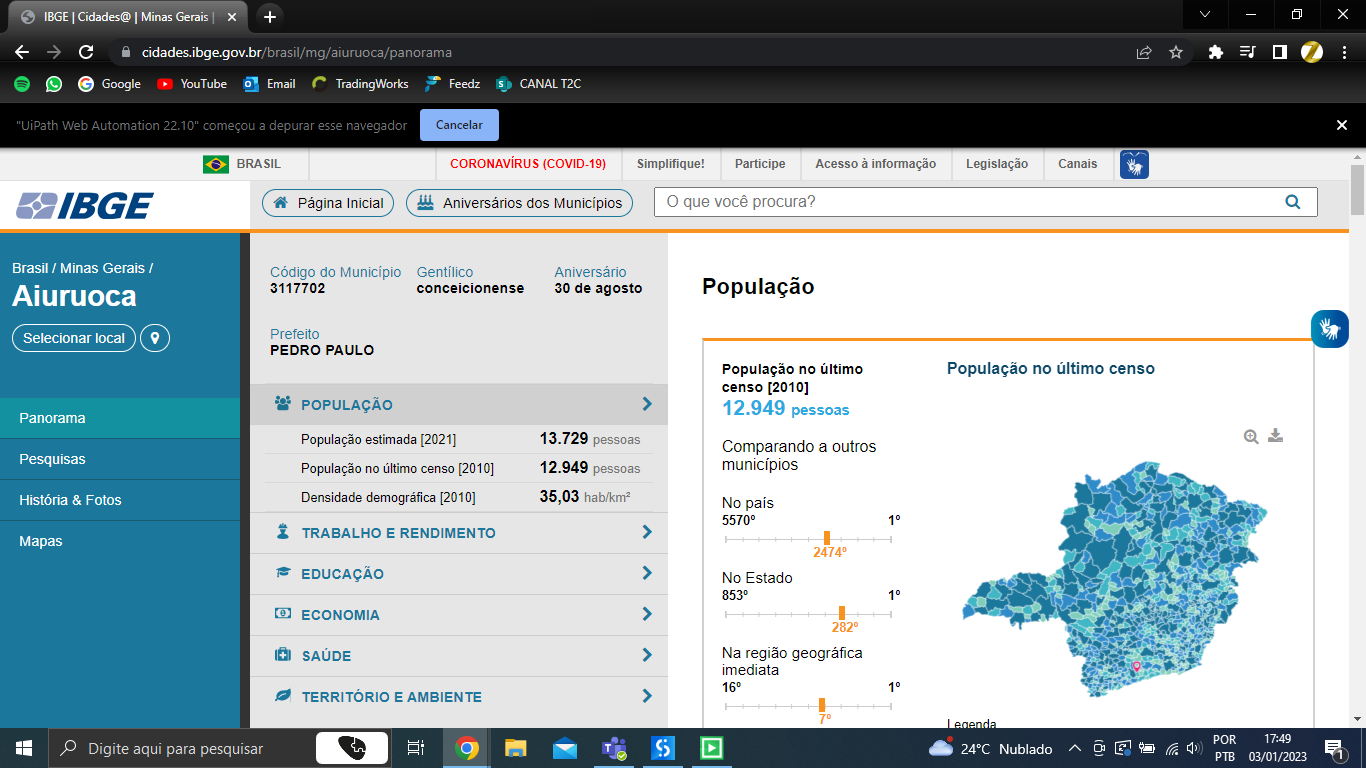 IBGE | Cidades@ | Minas Gerais |
cidades.ibge.gov.br/brasil/mg/aiuruoca/panorama
Google YouTube Email TradingWorks Feedz CANAL T2C
"UiPath Web Automation 22.10" começou a depurar esse navegador Cancelar
BRASIL CORONAVÍRUS (COVID-19) Simplifique! Participe Acesso à informação Legislação Canais
IBGE Página Inicial Aniversários dos Municípios O que você procura?
Brasil / Minas Gerais /
Aiuruoca
Selecionar local
Panorama
Pesquisas
História & Fotos
Mapas
Código do Município Gentílico Aniversário
3117702 conceicionense 30 de agosto
Prefeito
PEDRO PAULO
POPULAÇÃO
População estimada [2021] 13.729 pessoas
População no último censo [2010] 12.949 pessoas
Densidade demográfica [2010] 35,03 hab/km²
TRABALHO E RENDIMENTO
EDUCAÇÃO
ECONOMIA
SAÚDE
TERRITÓRIO E AMBIENTE
População
População no último
censo [2010]
12.949 pessoas
Comparando a outros
municípios
No país
5570º 1º
2474º
No Estado
853º 1º
282º
Na região geográfica
imediata
16º 1º
7º
População no último censo
Legenda
Digite aqui para pesquisar
24°C Nublado
POR
PTB
17:49
03/01/2023
1